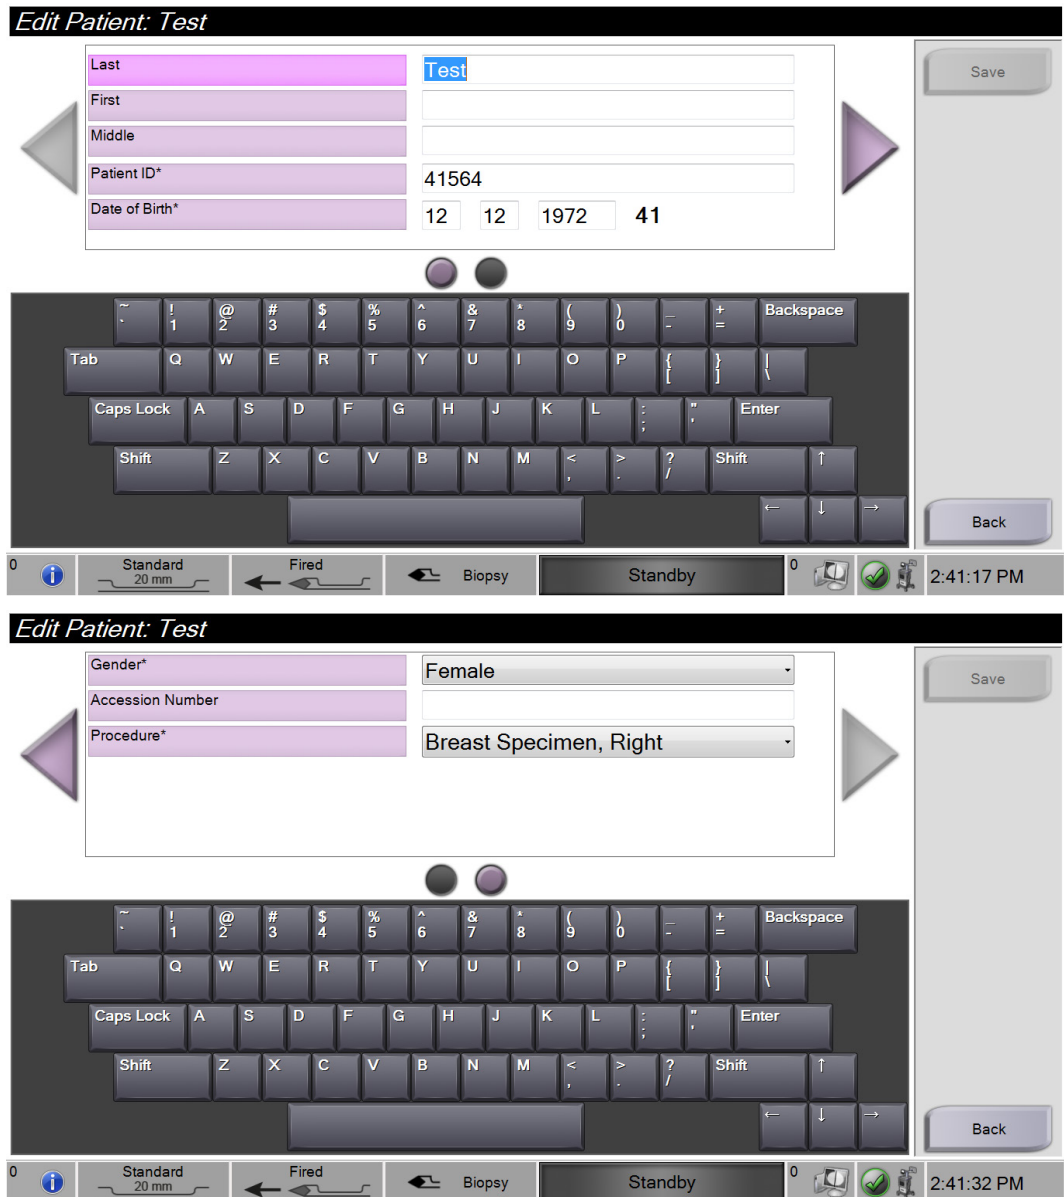 Edit Patient: Test
Last Test
Save
First
Middle
Patient ID* 41564
Date of Birth* 12 12 1972 41
~ ! @ # $ % ^ & * ( ) _ + Backspace
` 1 2 3 4 5 6 7 8 9 0 - =
Tab Q W E R T Y U I O P { } |
[ ] \
Caps Lock A S D F G H J K L : " Enter
; '
Shift Z X C V B N M < > ? Shift ↑
, . /
← ↓ →
Back
0 Standard Fired Biopsy Standby 0 2:41:17 PM
20 mm
Edit Patient: Test
Gender* Female
Save
Accession Number
Procedure* Breast Specimen, Right
~ ! @ # $ % ^ & * ( ) _ + Backspace
` 1 2 3 4 5 6 7 8 9 0 - =
Tab Q W E R T Y U I O P { } |
[ ] \
Caps Lock A S D F G H J K L : " Enter
; '
Shift Z X C V B N M < > ? Shift ↑
, . /
← ↓ →
Back
0 Standard Fired Biopsy Standby 0 2:41:32 PM
20 mm